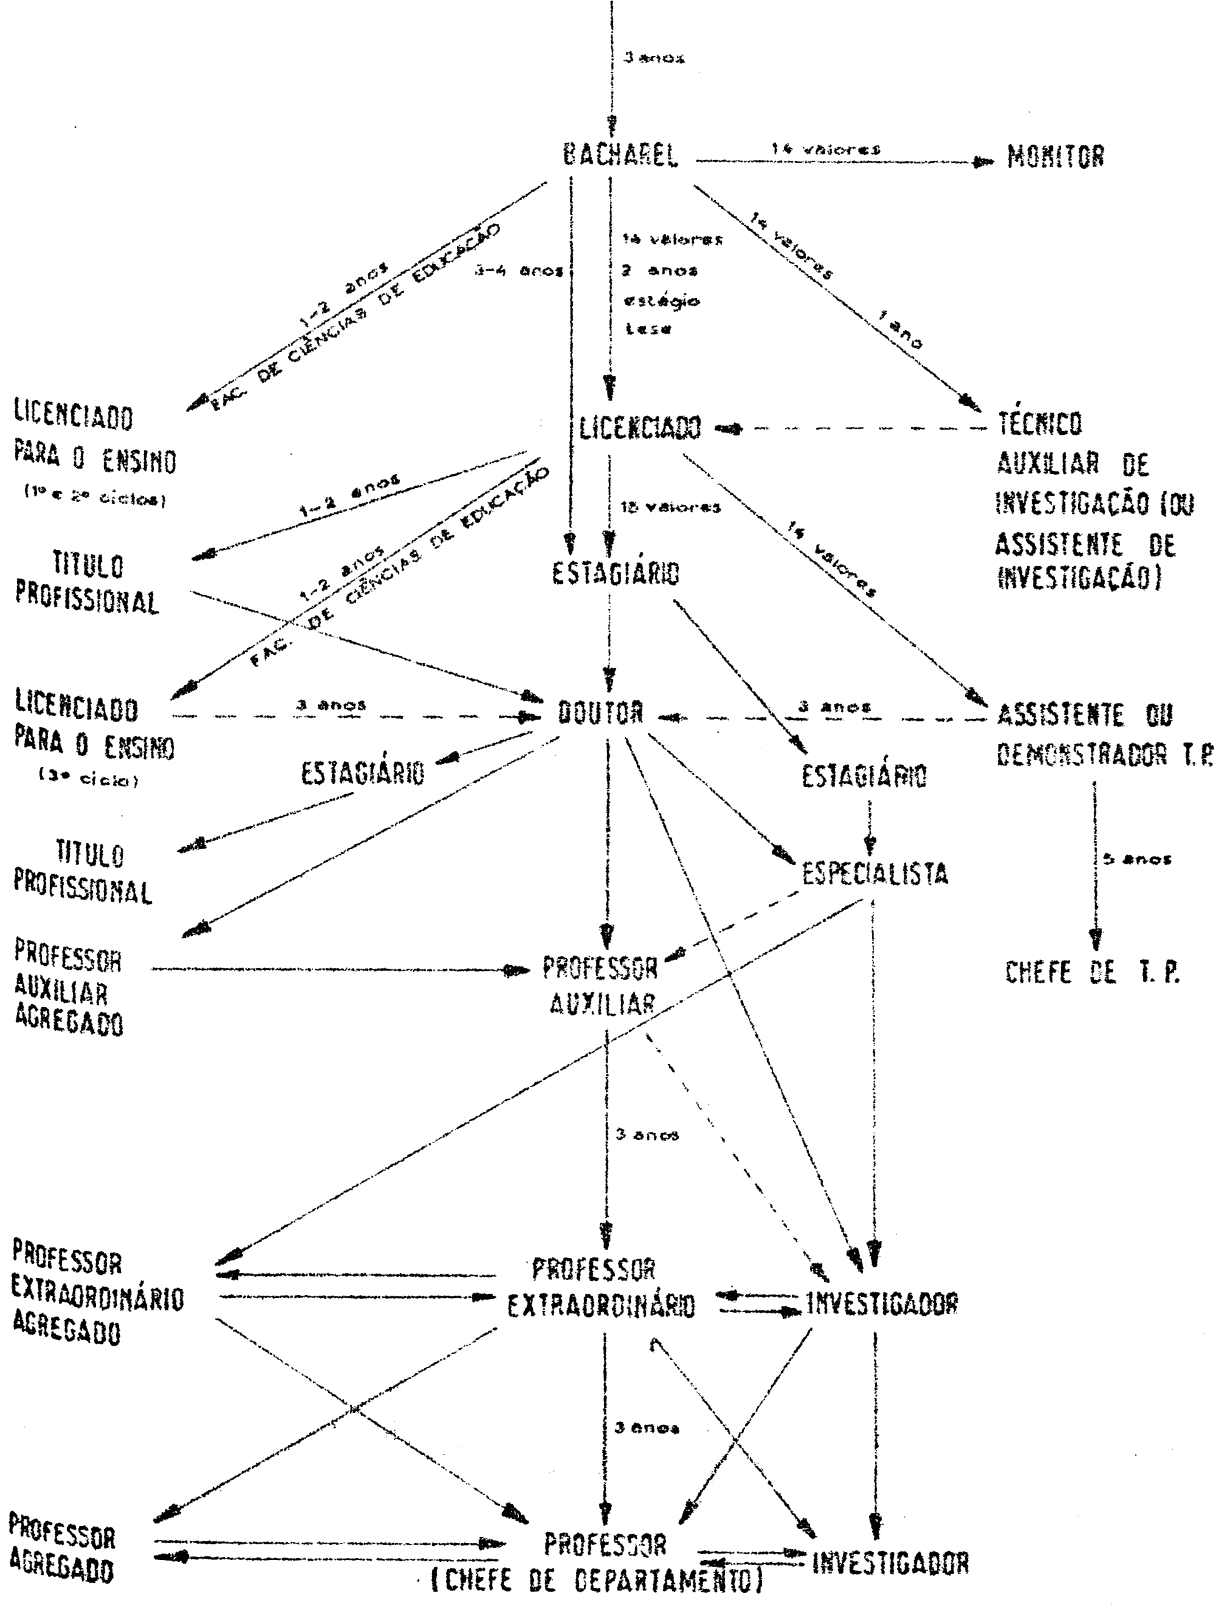 3 anos
BACHAREL
14 valores
MONITOR
1-2 anos
FAC. DE CIÊNCIAS DE EDUCAÇÃO
3-4 anos
14 valores
2 anos
estágio
tese
14 valores
1 ano
LICENCIADO
PARA O ENSINO
(1º e 2º ciclos)
LICENCIADO
TÉCNICO
AUXILIAR DE
INVESTIGAÇÃO (OU
ASSISTENTE DE
INVESTIGAÇÃO)
1-2 anos
1-2 anos
FAC. DE CIÊNCIAS DE EDUCAÇÃO
valores
14 valores
TITULO
PROFISSIONAL
ESTAGIÁRIO
LICENCIADO
PARA O ENSINO
(3º ciclo)
3 anos
DOUTOR
3 anos
ASSISTENTE OU
DEMONSTRADOR T.P.
ESTAGIÁRIO
ESTAGIÁRIO
TITULO
PROFISSIONAL
ESPECIALISTA
5 anos
PROFESSOR
AUXILIAR
AGREGADO
PROFESSOR
AUXILIAR
CHEFE DE T. P.
3 anos
PROFESSOR
EXTRAORDINÁRIO
AGREGADO
PROFESSOR
EXTRAORDINÁRIO
INVESTIGADOR
3 anos
PROFESSOR
AGREGADO
PROFESSOR
(CHEFE DE DEPARTAMENTO)
INVESTIGADOR